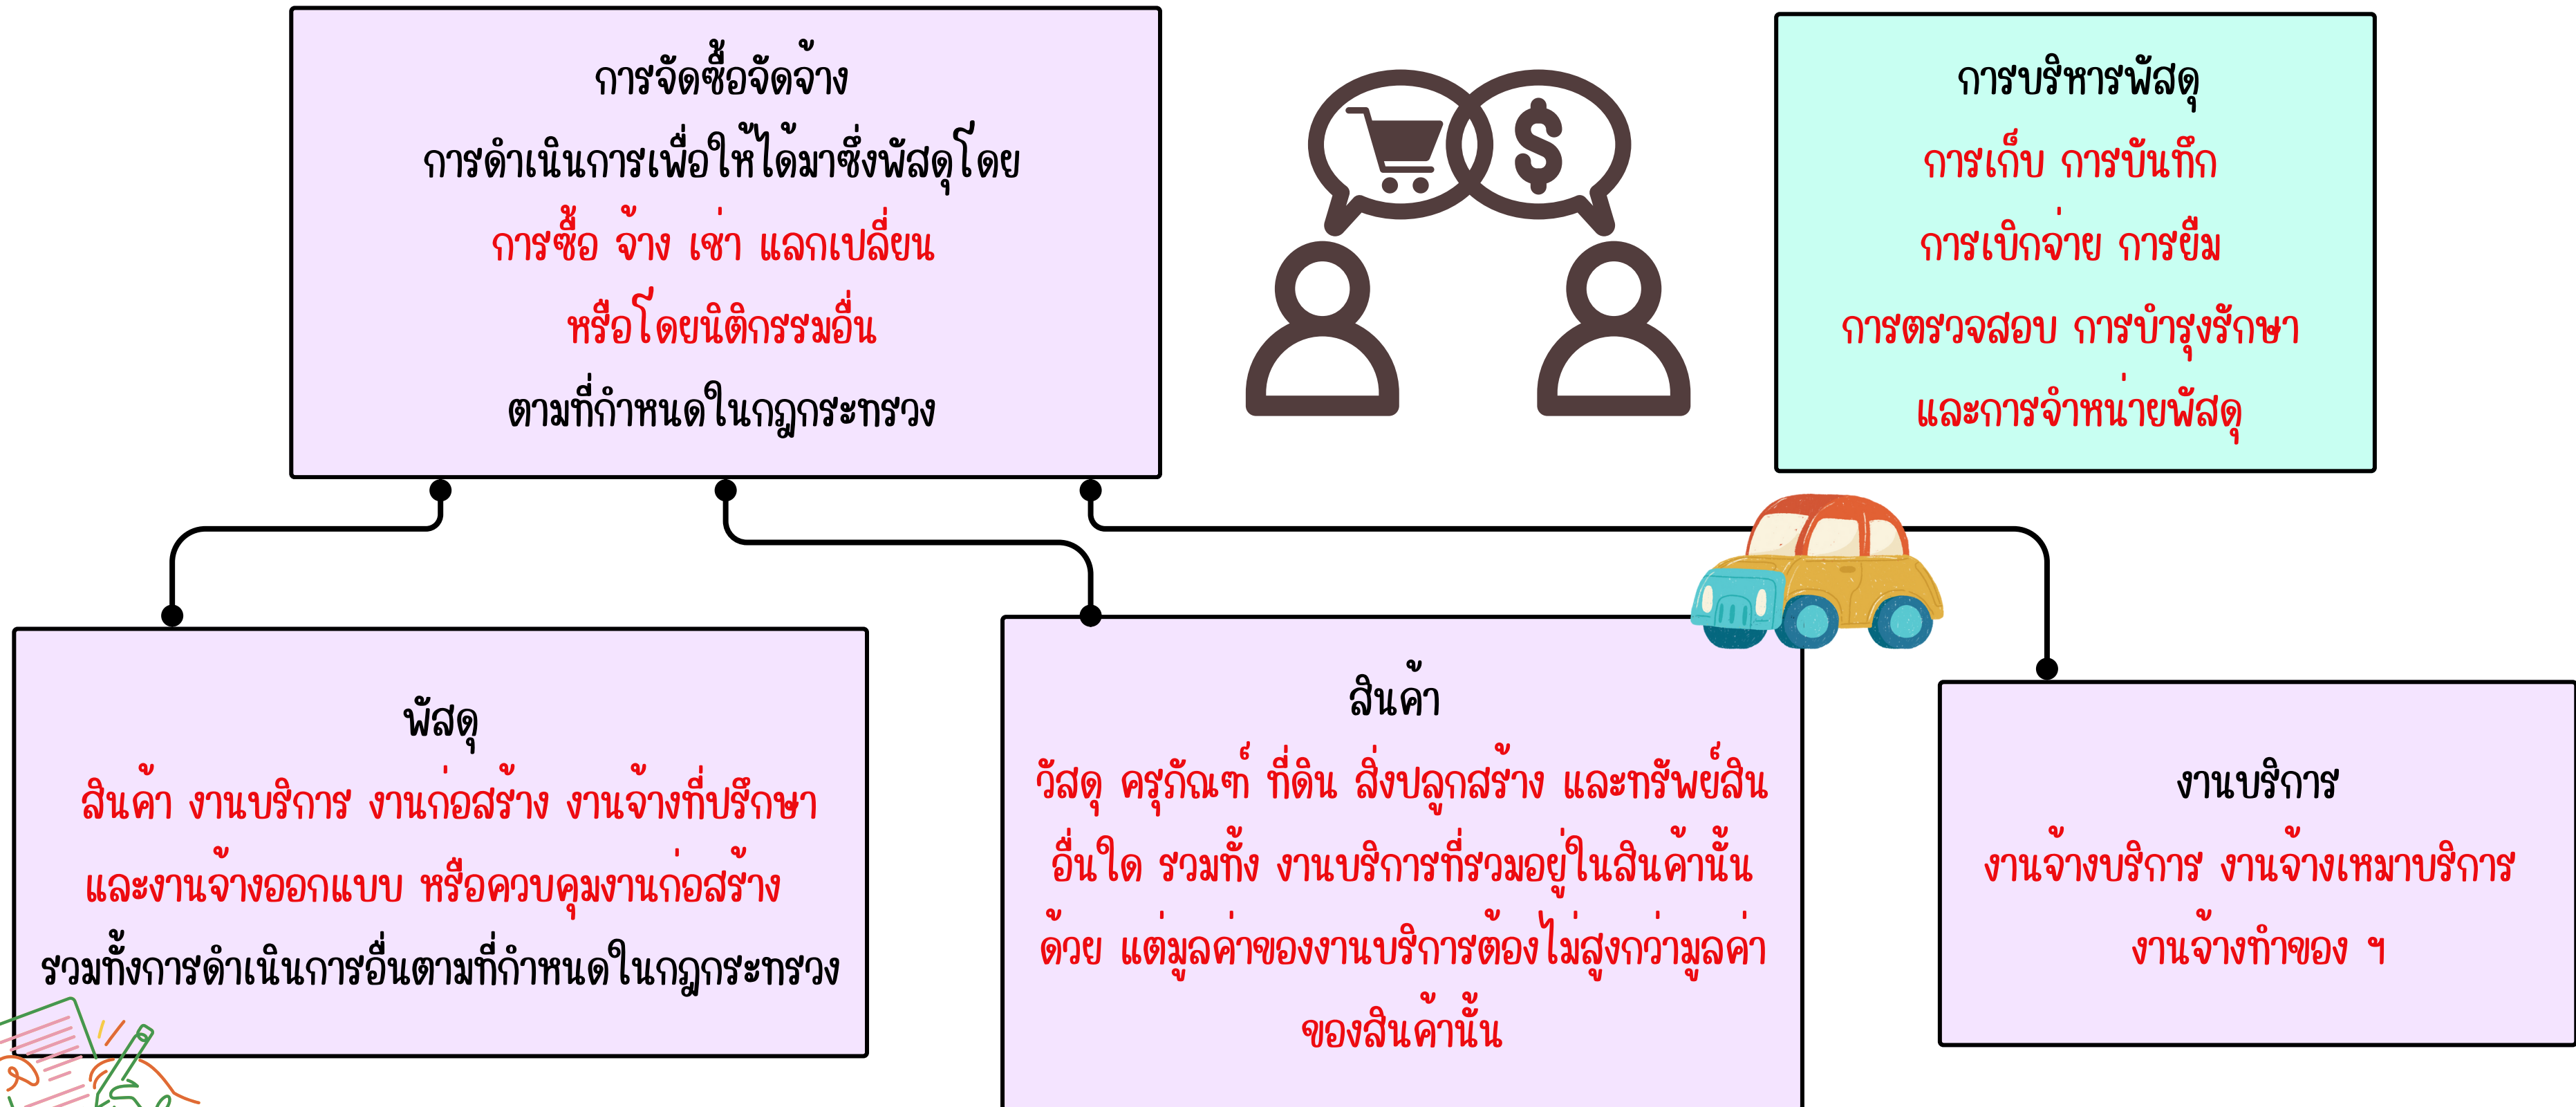 การจัดซื้อจัดจ้าง
การดำเนินการเพื่อให้ได้มาซึ่งพัสดุโดย
การซื้อ จ้าง เช่า แลกเปลี่ยน
หรือโดยนิติกรรมอื่น
ตามที่กำหนดในกฎกระทรวง
$
การบริหารพัสดุ
การเก็บ การบันทึก
การเบิกจ่าย การยืม
การตรวจสอบ การบำรุงรักษา
และการจำหน่ายพัสดุ
พัสดุ
สินค้า งานบริการ งานก่อสร้าง งานจ้างที่ปรึกษา
และงานจ้างออกแบบ หรือควบคุมงานก่อสร้าง
รวมทั้งการดำเนินการอื่นตามที่กำหนดในกฎกระทรวง
สินค้า
วัสดุ ครุภัณฑ์ ที่ดิน สิ่งปลูกสร้าง และทรัพย์สิน
อื่นใด รวมทั้ง งานบริการที่รวมอยู่ในสินค้านั้น
ด้วย แต่มูลค่าของงานบริการต้องไม่สูงกว่ามูลค่า
ของสินค้านั้น
งานบริการ
งานจ้างบริการ งานจ้างเหมาบริการ
งานจ้างทำของ ฯ